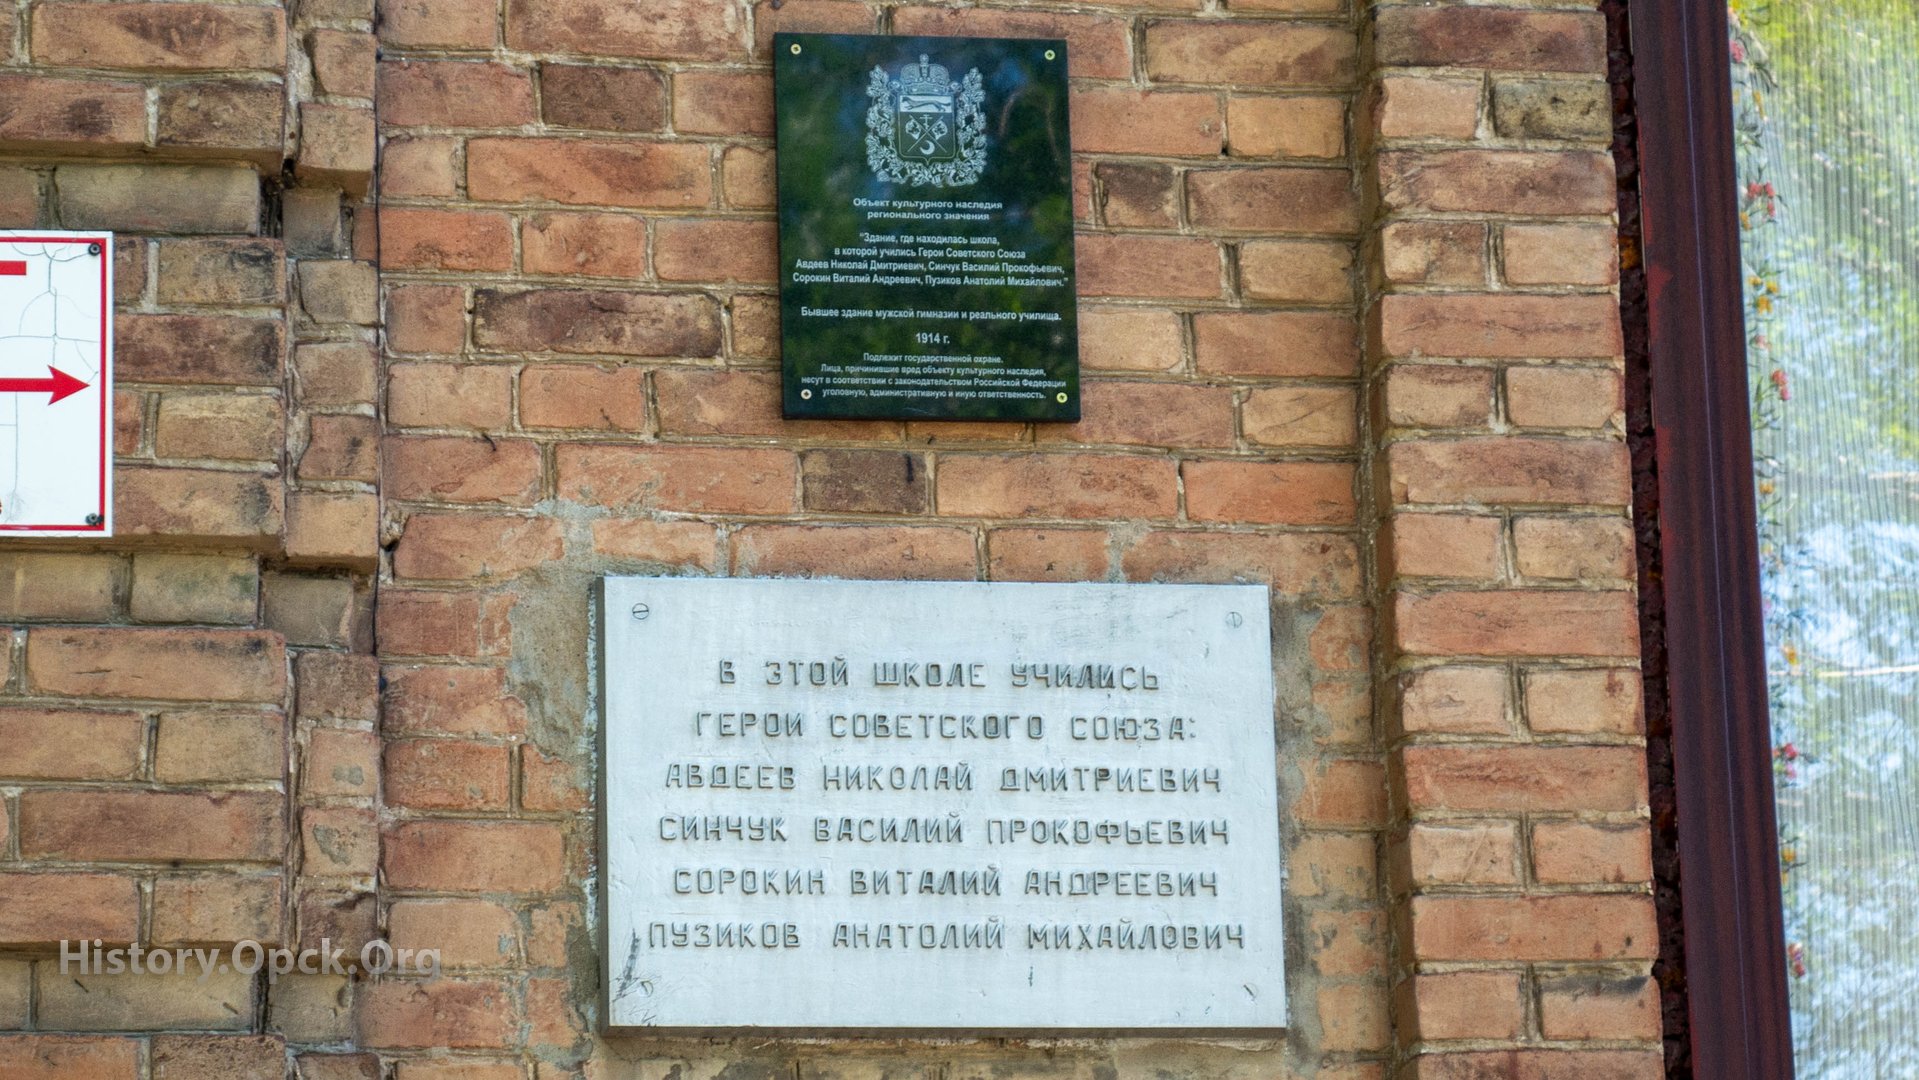 Объект культурного наследия
регионального значения
"Здание, где находилась школа,
в которой учились Герои Советского Союза
Авдеев Николай Дмитриевич, Синчук Василий Прокофьевич,
Сорокин Виталий Андреевич, Пузиков Анатолий Михайлович."
Бывшее здание мужской гимназии и реального училища.
1914 г.
Подлежит государственной охране.
Лица, причинившие вред объекту культурного наследия,
несут в соответствии с законодательством Российской Федерации
уголовную, административную и иную ответственность.
В ЭТОЙ ШКОЛЕ УЧИЛИСЬ
ГЕРОИ СОВЕТСКОГО СОЮЗА:
АВДЕЕВ НИКОЛАЙ ДМИТРИЕВИЧ
СИНЧУК ВАСИЛИЙ ПРОКОФЬЕВИЧ
СОРОКИН ВИТАЛИЙ АНДРЕЕВИЧ
ПУЗИКОВ АНАТОЛИЙ МИХАЙЛОВИЧ
History.Opck.Org